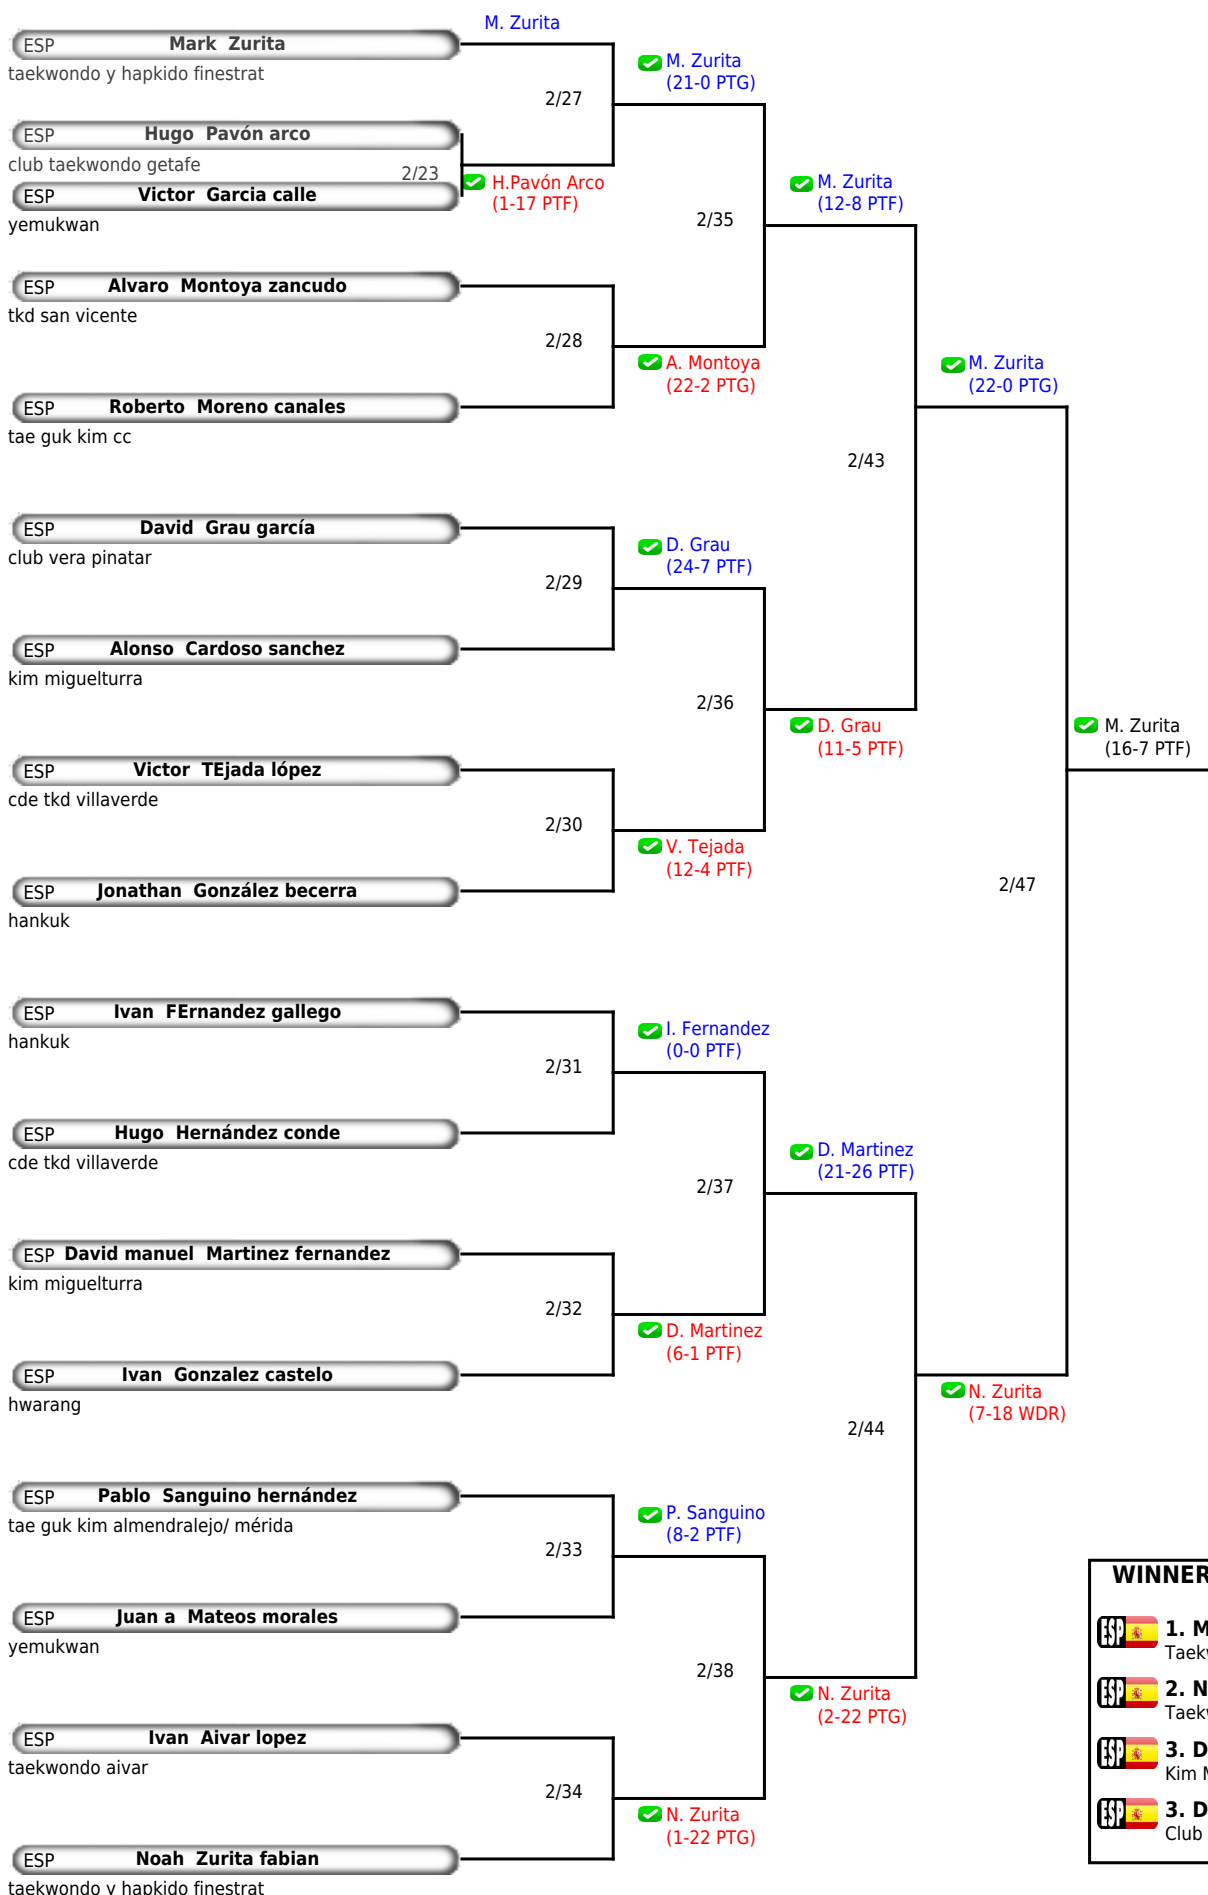 M. Zurita
ESP Mark Zurita
taekwondo y hapkido finestrat
M. Zurita
(21-0 PTG)
2/27
ESP Hugo Pavón arco
club taekwondo getafe
2/23
H.Pavón Arco
(1-17 PTF)
ESP Victor Garcia calle
yemukwan
M. Zurita
(12-8 PTF)
2/35
ESP Alvaro Montoya zancudo
tkd san vicente
2/28
A. Montoya
(22-2 PTG)
M. Zurita
(22-0 PTG)
ESP Roberto Moreno canales
tae guk kim cc
2/43
ESP David Grau garcía
club vera pinatar
D. Grau
(24-7 PTF)
2/29
ESP Alonso Cardoso sanchez
kim miguelturra
2/36
D. Grau
(11-5 PTF)
M. Zurita
(16-7 PTF)
ESP Victor TEjada lópez
cde tkd villaverde
2/30
V. Tejada
(12-4 PTF)
ESP Jonathan González becerra
hankuk
2/47
ESP Ivan FErnandez gallego
hankuk
I. Fernandez
(0-0 PTF)
2/31
ESP Hugo Hernández conde
cde tkd villaverde
D. Martinez
(21-26 PTF)
2/37
ESP David manuel Martinez fernandez
kim miguelturra
2/32
D. Martinez
(6-1 PTF)
ESP Ivan Gonzalez castelo
hwarang
N. Zurita
(7-18 WDR)
2/44
ESP Pablo Sanguino hernández
tae guk kim almendralejo/ mérida
P. Sanguino
(8-2 PTF)
2/33
ESP Juan a Mateos morales
yemukwan
2/38
N. Zurita
(2-22 PTG)
ESP Ivan Aivar lopez
taekwondo aivar
2/34
N. Zurita
(1-22 PTG)
ESP Noah Zurita fabian
taekwondo y hapkido finestrat
WINNER
ESP 1. M
Taekw
ESP 2. N
Taekw
ESP 3. D
Kim M
ESP 3. D
Club